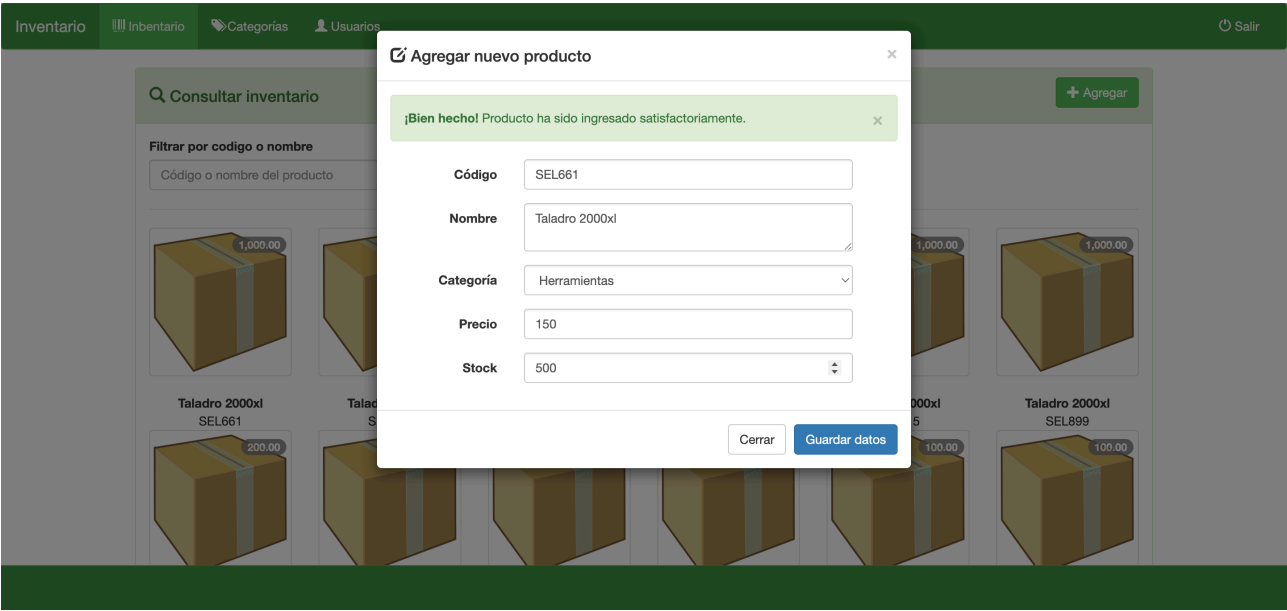 Inventario Inbentario Categorías Usuarios Salir
Agregar nuevo producto ×
Consultar inventario Agregar
¡Bien hecho! Producto ha sido ingresado satisfactoriamente. ×
Filtrar por codigo o nombre
Código o nombre del producto
Código SEL661
Nombre Taladro 2000xl
Categoría Herramientas
Precio 150
Stock 500
1,000.00 1,000.00 1,000.00
Taladro 2000xl Talad 000xl Taladro 2000xl
SEL661 S 5 SEL899
Cerrar Guardar datos
200.00 100.00 100.00